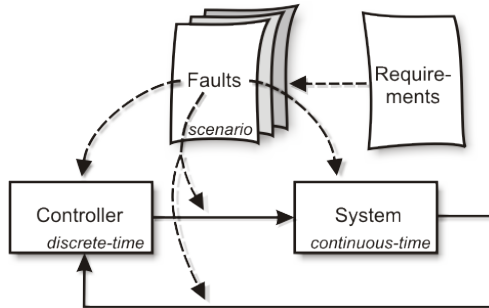 Faults
scenario
Require-
ments
Controller
discrete-time
System
continuous-time